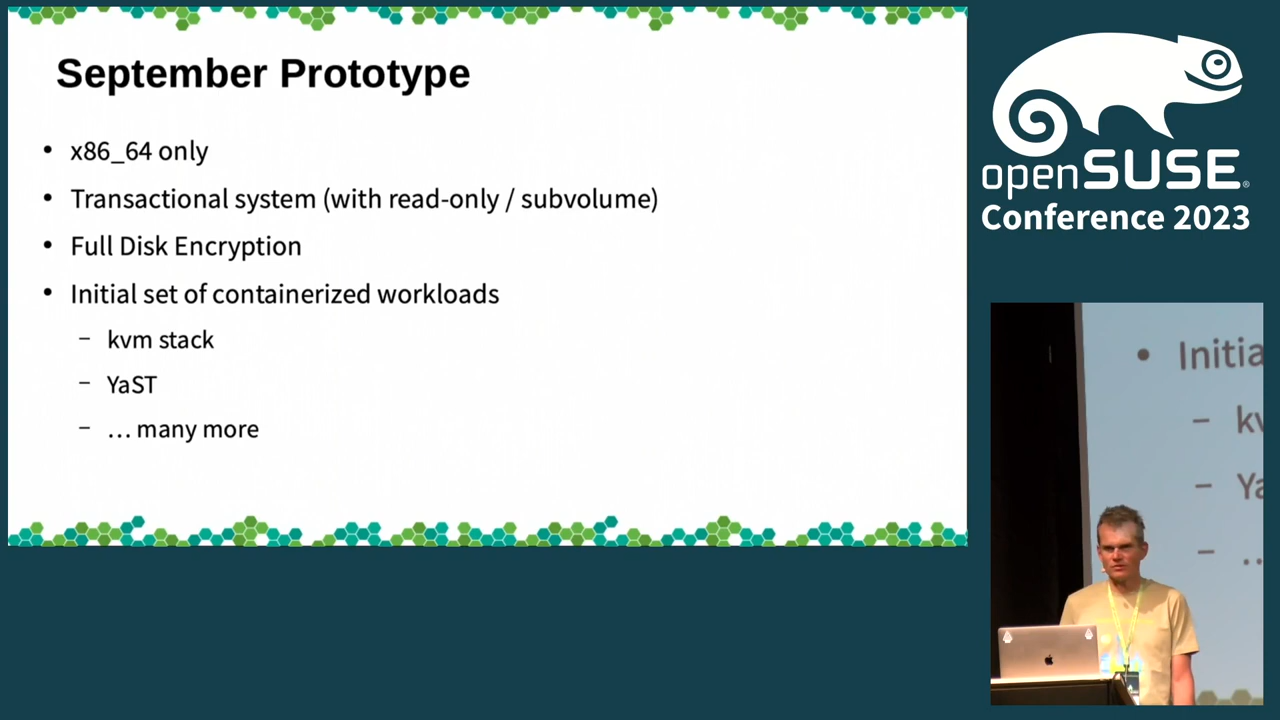 September Prototype
• x86_64 only
• Transactional system (with read-only / subvolume)
• Full Disk Encryption
• Initial set of containerized workloads
– kvm stack
– YaST
– … many more
openSUSE®
Conference 2023
• Initia
– kv
– Ya
– ..